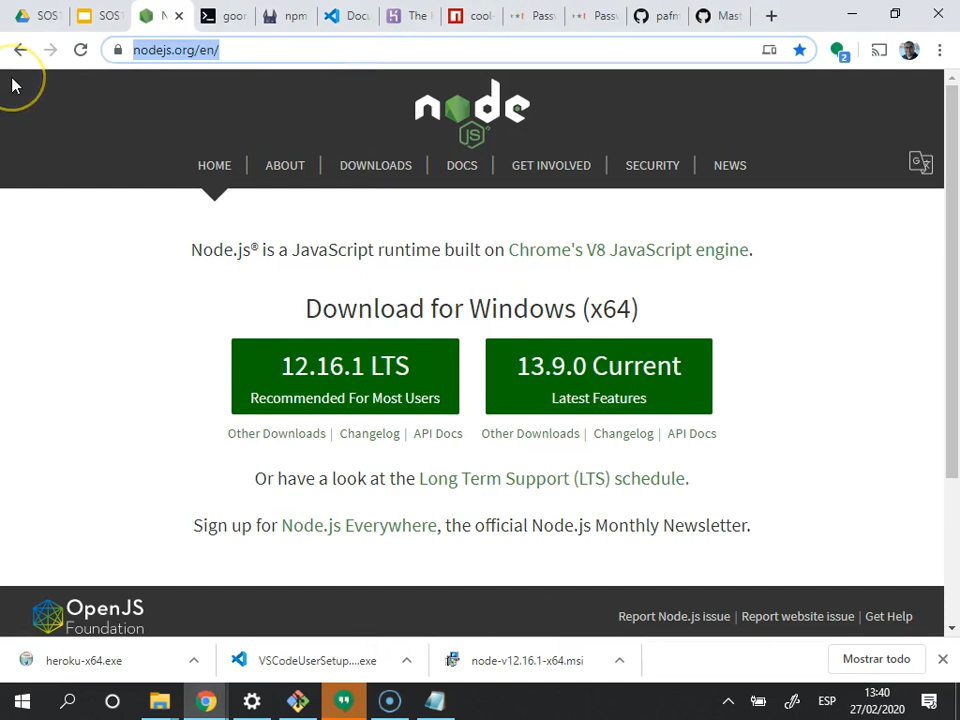 SOS
SOS
N
goor
npm
Docu
The
cool-
Passv
Passv
pafm
Mast
nodejs.org/en/
2
node
JS
HOME | ABOUT | DOWNLOADS | DOCS | GET INVOLVED | SECURITY | NEWS
Node.js® is a JavaScript runtime built on Chrome's V8 JavaScript engine.
Download for Windows (x64)
12.16.1 LTS
Recommended For Most Users
13.9.0 Current
Latest Features
Other Downloads | Changelog | API Docs
Other Downloads | Changelog | API Docs
Or have a look at the Long Term Support (LTS) schedule.
Sign up for Node.js Everywhere, the official Node.js Monthly Newsletter.
OpenJS
Foundation
Report Node.js issue | Report website issue | Get Help
heroku-x64.exe
VSCodeUserSetup....exe
node-v12.16.1-x64.msi
Mostrar todo
ESP
13:40
27/02/2020